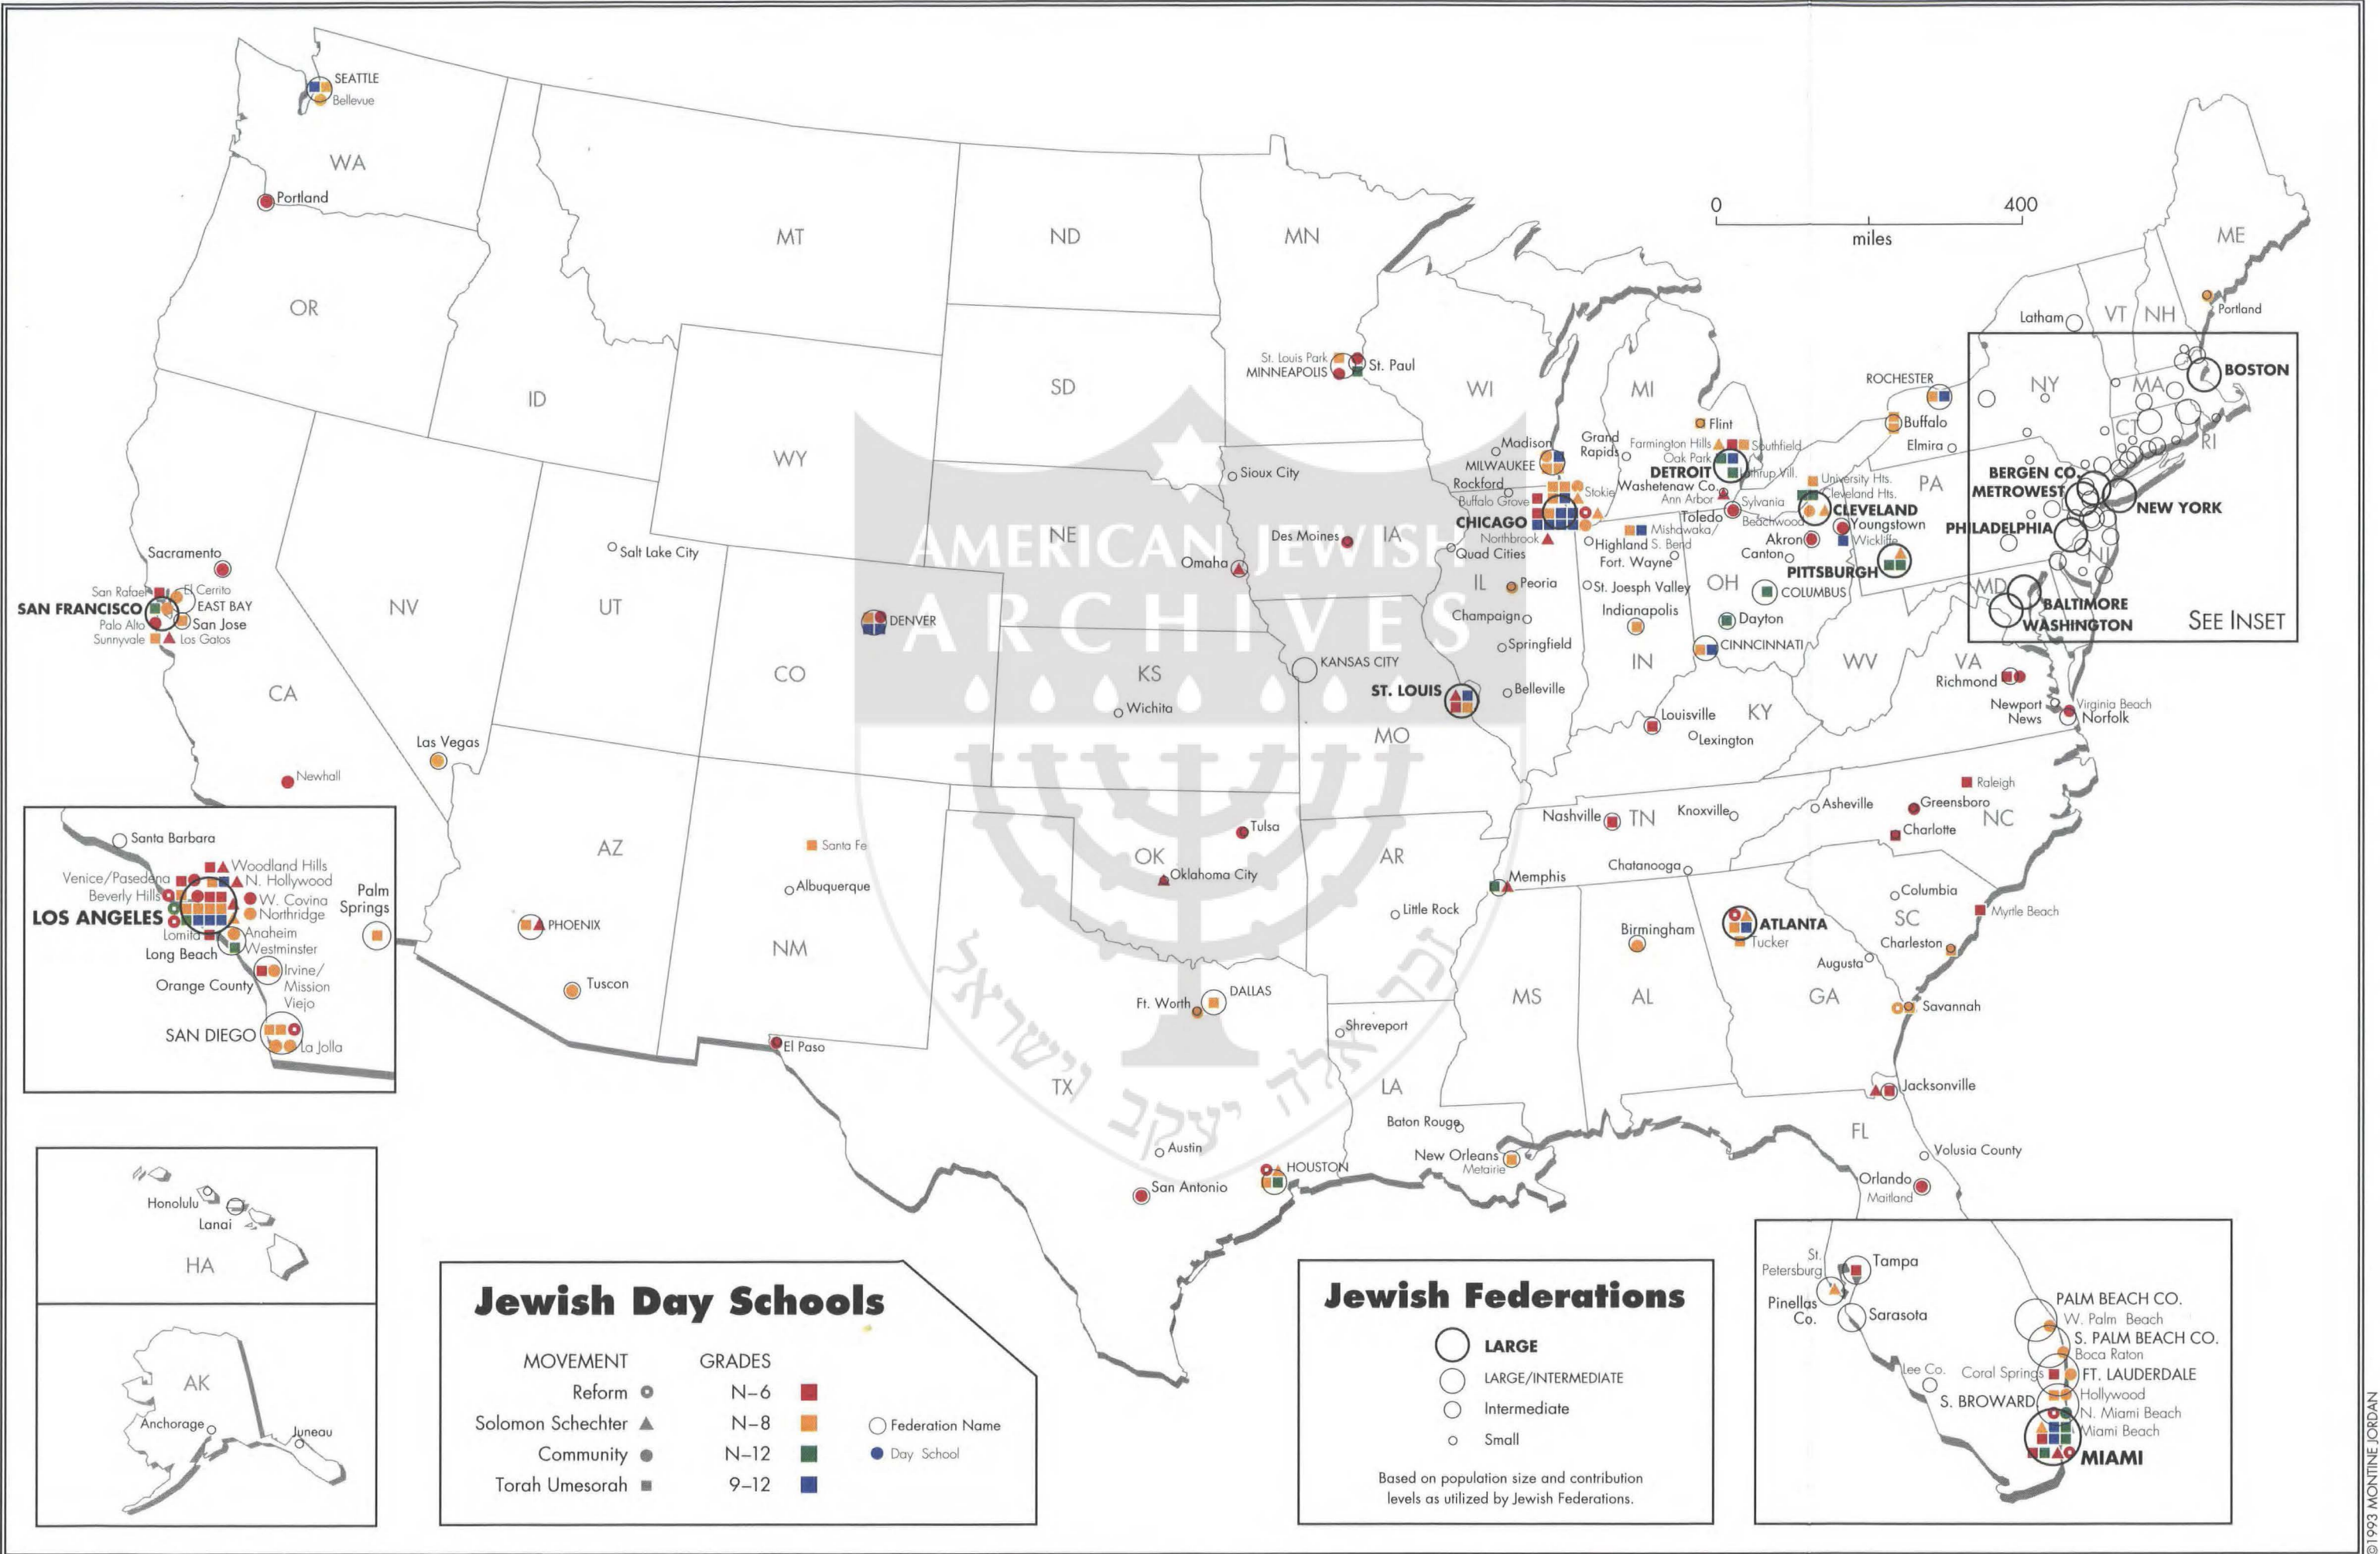 SEATTLE
Bellevue
WA
Portland
OR
MT
ND
MN
ID
WY
SD
WI
MI
0 400
miles
ME
Portland
Latham
VT
NH
St. Louis Park
MINNEAPOLIS
St. Paul
ROCHESTER
NY
MA
BOSTON
Buffalo
Elmira
CT
RI
BERGEN CO.
METROWEST
NEW YORK
PHILADELPHIA
NJ
PA
MD
BALTIMORE
WASHINGTON
SEE INSET
Flint
Farmington Hills
Southfield
Oak Park
DETROIT
Grand
Rapids
Washetenaw Co.
Ann Arbor
Sylvania
Toledo
University Hts.
Cleveland Hts.
Beachwood
CLEVELAND
Youngstown
Wickliffe
Akron
Canton
PITTSBURGH
Madison
MILWAUKEE
Rockford
Buffalo Grove
Stokie
CHICAGO
Northbrook
Mishawaka/
S. Bend
Highland
Fort. Wayne
Quad Cities
IL
Peoria
St. Joesph Valley
OH
COLUMBUS
Indianapolis
Dayton
Champaign
Springfield
IN
CINNCINNATI
WV
VA
Richmond
Newport
News
Virginia Beach
Norfolk
Belleville
Louisville
KY
Lexington
Sioux City
NE
Des Moines
IA
Omaha
AMERICAN JEWISH
ARCHIVES
KANSAS CITY
KS
ST. LOUIS
Wichita
MO
Salt Lake City
Sacramento
San Rafael
El Cerrito
SAN FRANCISCO
EAST BAY
Palo Alto
San Jose
Sunnyvale
Los Gatos
NV
UT
DENVER
CO
CA
Las Vegas
Newhall
Santa Barbara
Woodland Hills
Venice/Pasedena
N. Hollywood
Beverly Hills
W. Covina
LOS ANGELES
Northridge
Lomita
Anaheim
Long Beach
Westminster
Palm
Springs
Orange County
Irvine/
Mission
Viejo
SAN DIEGO
La Jolla
AZ
PHOENIX
Tuscon
Santa Fe
Albuquerque
NM
El Paso
Tulsa
OK
Oklahoma City
AR
Little Rock
Nashville
TN
Knoxville
Asheville
Raleigh
Greensboro
NC
Charlotte
Memphis
Chatanooga
Columbia
SC
Myrtle Beach
Charleston
Birmingham
ATLANTA
Tucker
Augusta
MS
AL
GA
Savannah
Ft. Worth
DALLAS
Shreveport
TX
LA
זכר אלה יעקב וישראל
Austin
HOUSTON
San Antonio
Baton Rouge
New Orleans
Metairie
Jacksonville
FL
Volusia County
Orlando
Maitland
Honolulu
Lanai
HA
AK
Anchorage
Juneau
Jewish Day Schools
MOVEMENT GRADES
Reform N–6
Solomon Schechter N–8
Community N–12
Torah Umesorah 9–12
Federation Name
Day School
Jewish Federations
LARGE
LARGE/INTERMEDIATE
Intermediate
Small
Based on population size and contribution
levels as utilized by Jewish Federations.
St.
Petersburg
Tampa
Pinellas
Co.
Sarasota
Lee Co.
PALM BEACH CO.
W. Palm Beach
S. PALM BEACH CO.
Boca Raton
Coral Springs
FT. LAUDERDALE
Hollywood
S. BROWARD
N. Miami Beach
Miami Beach
MIAMI
©1993 MONTINE JORDAN